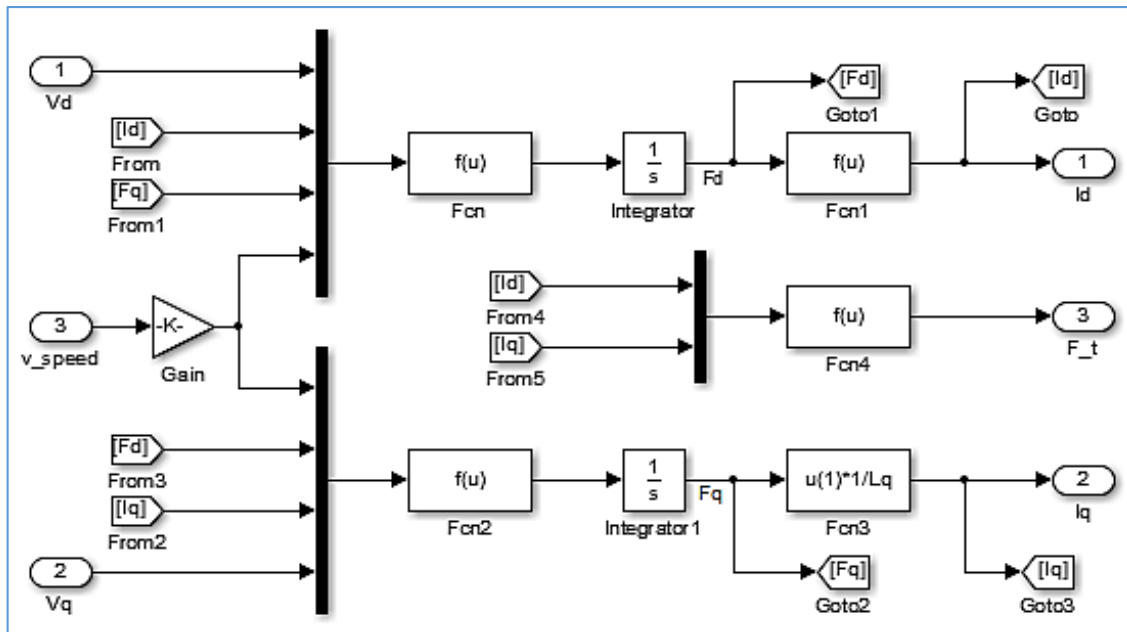 1
Vd
[Id]
From
[Fq]
From1
3
v_speed
-K-
Gain
[Fd]
From3
[Iq]
From2
2
Vq
f(u)
Fcn
1
s
Integrator
Fd
[Fd]
Goto1
f(u)
Fcn1
[Id]
Goto
1
Id
[Id]
From4
[Iq]
From5
f(u)
Fcn4
3
F_t
f(u)
Fcn2
1
s
Integrator1
Fq
u(1)*1/Lq
Fcn3
[Fq]
Goto2
2
Iq
[Iq]
Goto3